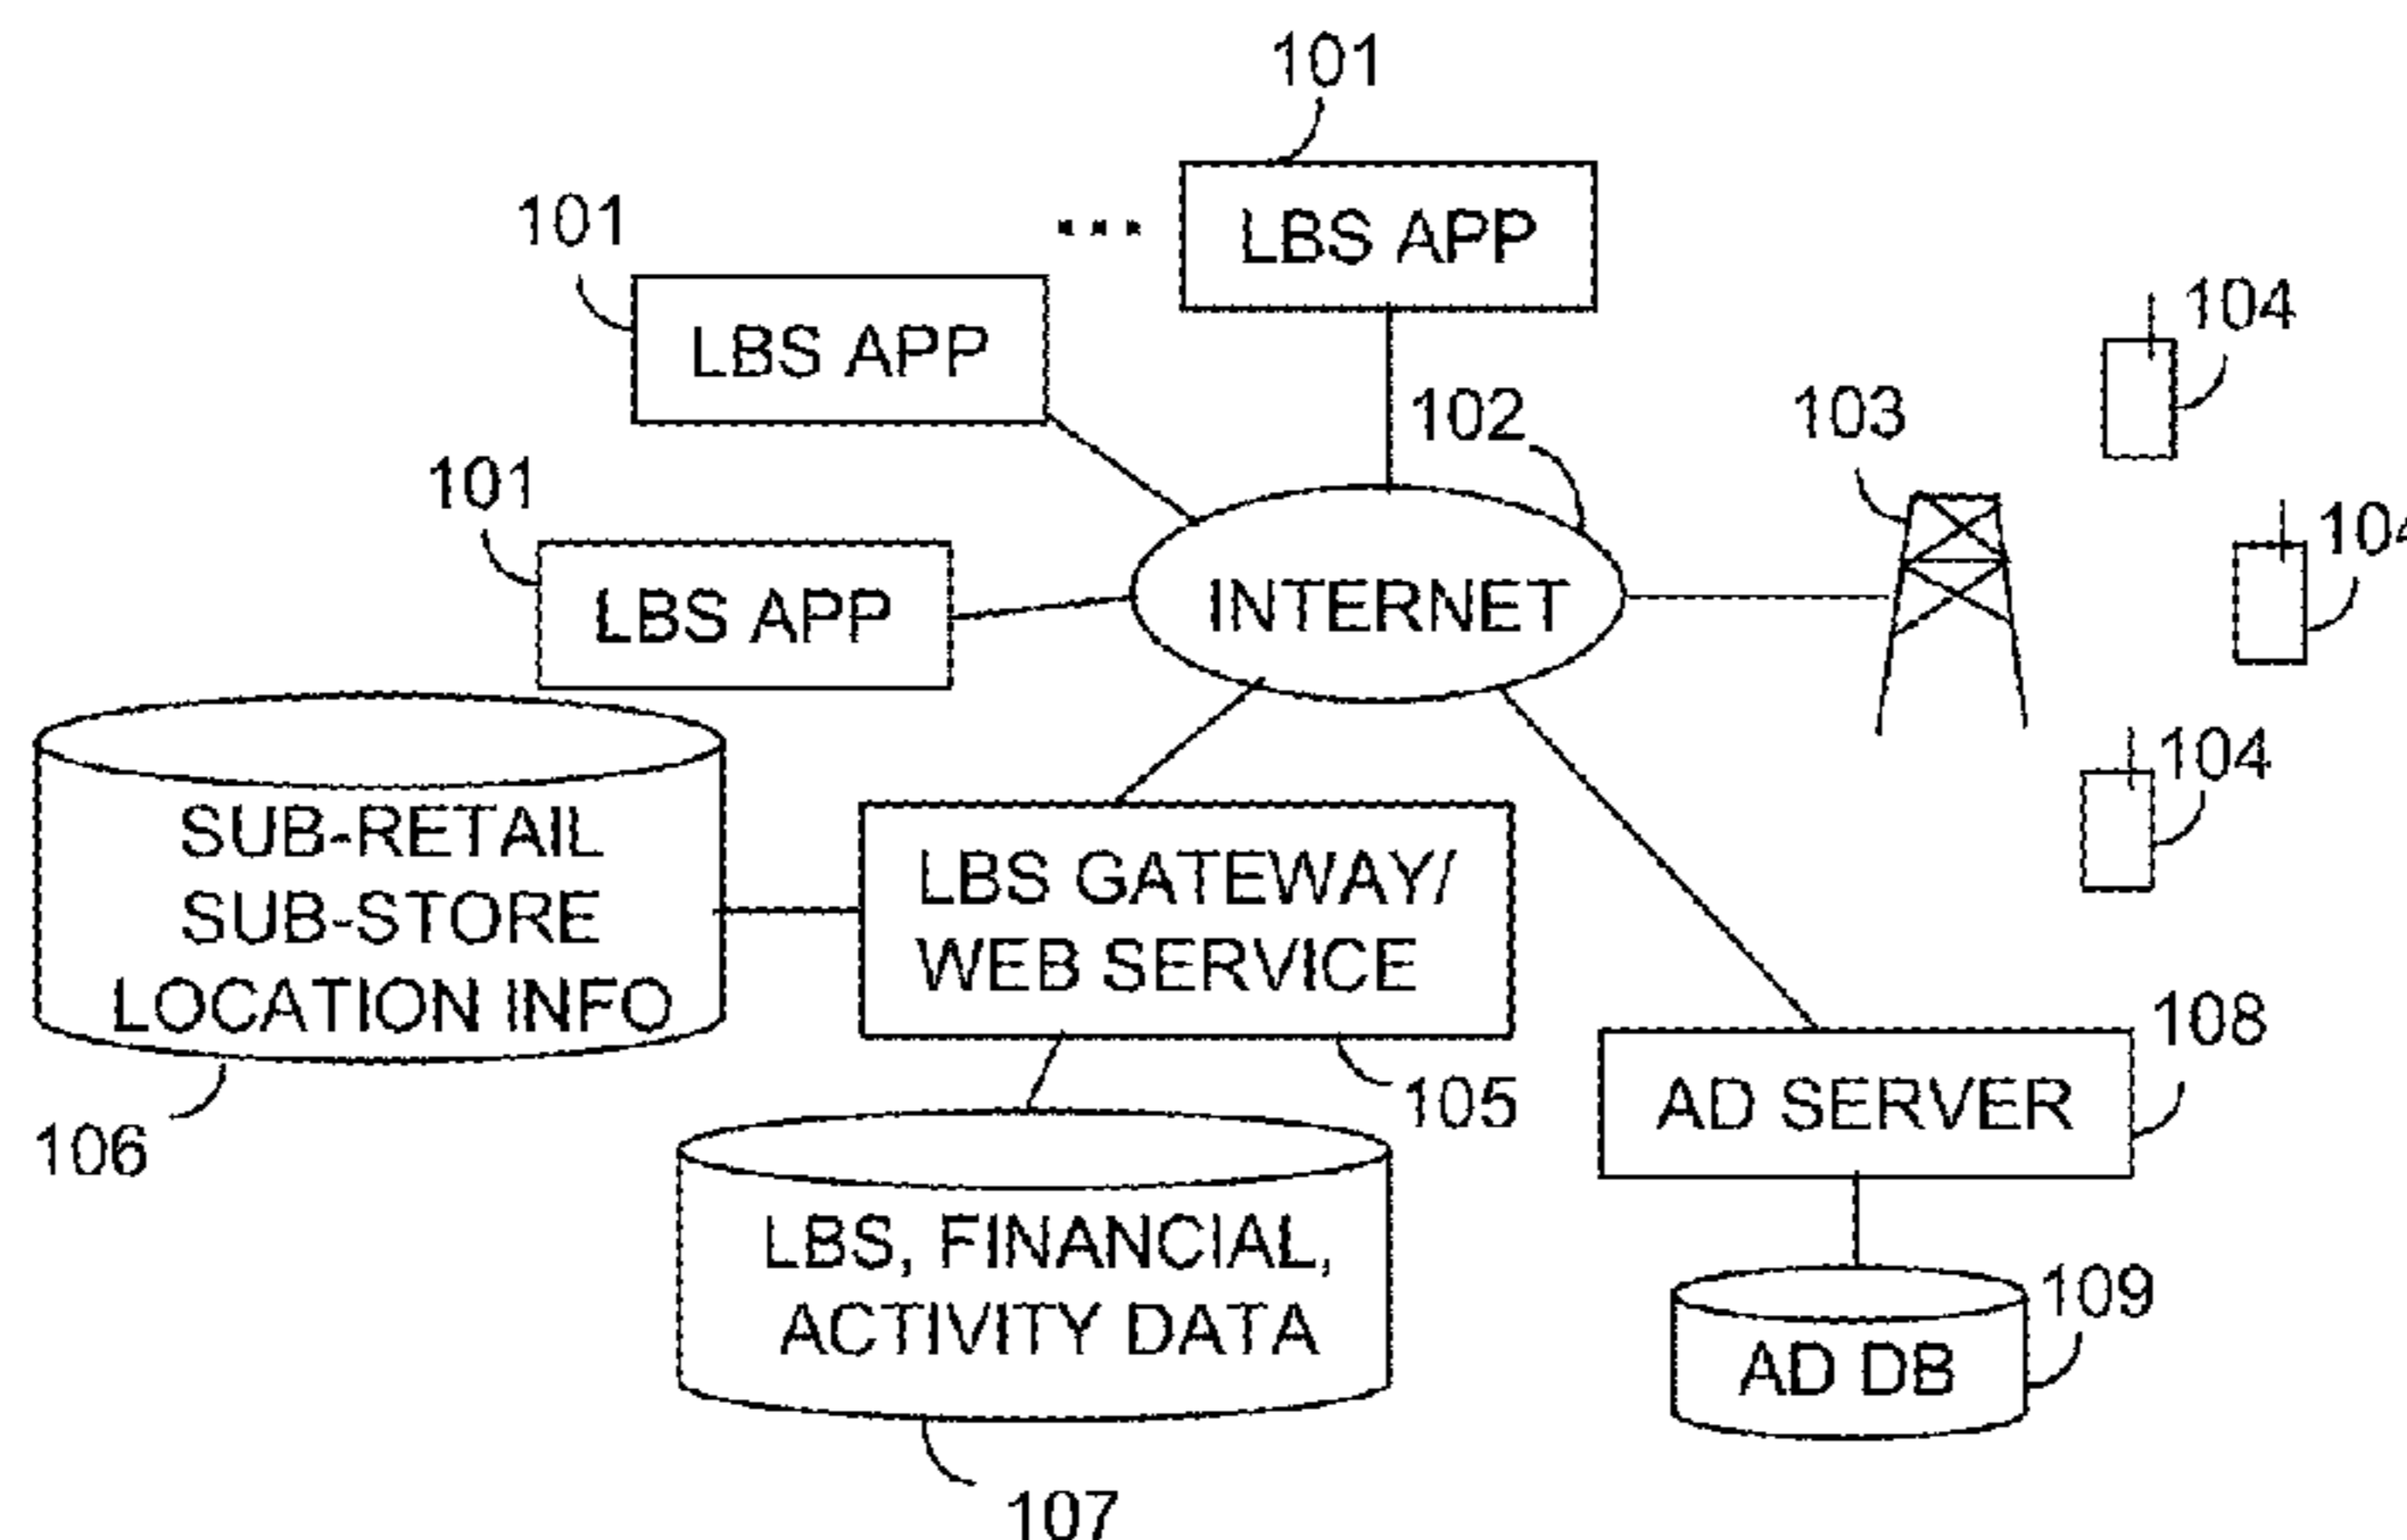 101
101
... LBS APP
104
LBS APP
102
103
101
104
LBS APP
INTERNET
104
SUB-RETAIL
SUB-STORE
LOCATION INFO
LBS GATEWAY/
WEB SERVICE
108
105
AD SERVER
106
LBS, FINANCIAL,
ACTIVITY DATA
109
AD DB
107